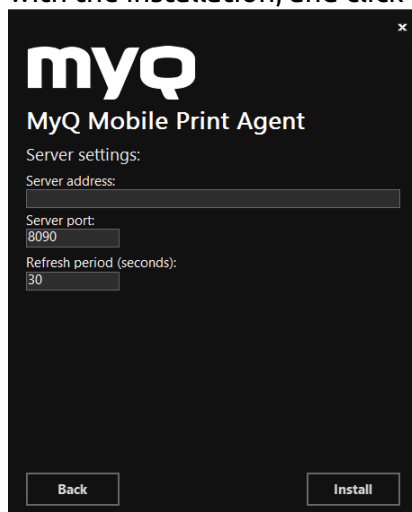 with the installation, and click
x
myQ
MyQ Mobile Print Agent
Server settings:
Server address:
Server port:
8090
Refresh period (seconds):
30
Back
Install